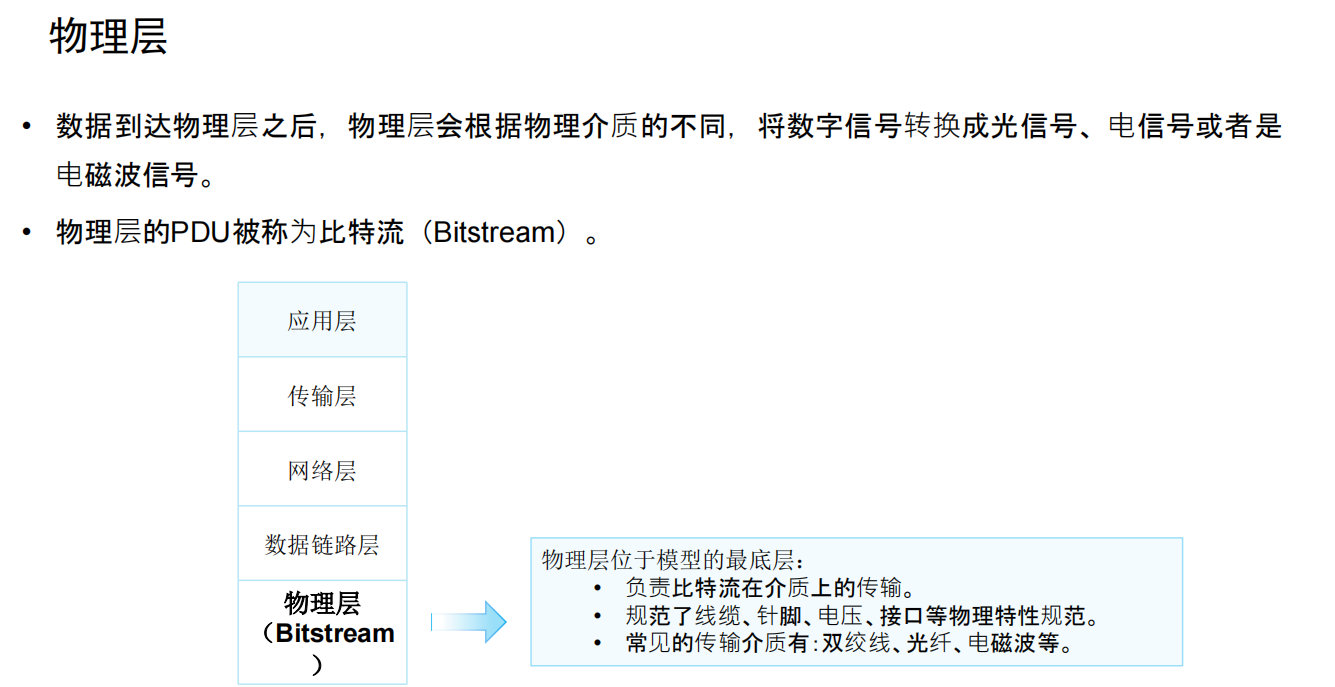 物理层
• 数据到达物理层之后，物理层会根据物理介质的不同，将数字信号转换成光信号、电信号或者是
电磁波信号。
• 物理层的PDU被称为比特流（Bitstream）。
应用层
传输层
网络层
数据链路层
物理层
（Bitstream
）
物理层位于模型的最底层：
• 负责比特流在介质上的传输。
• 规范了线缆、针脚、电压、接口等物理特性规范。
• 常见的传输介质有：双绞线、光纤、电磁波等。